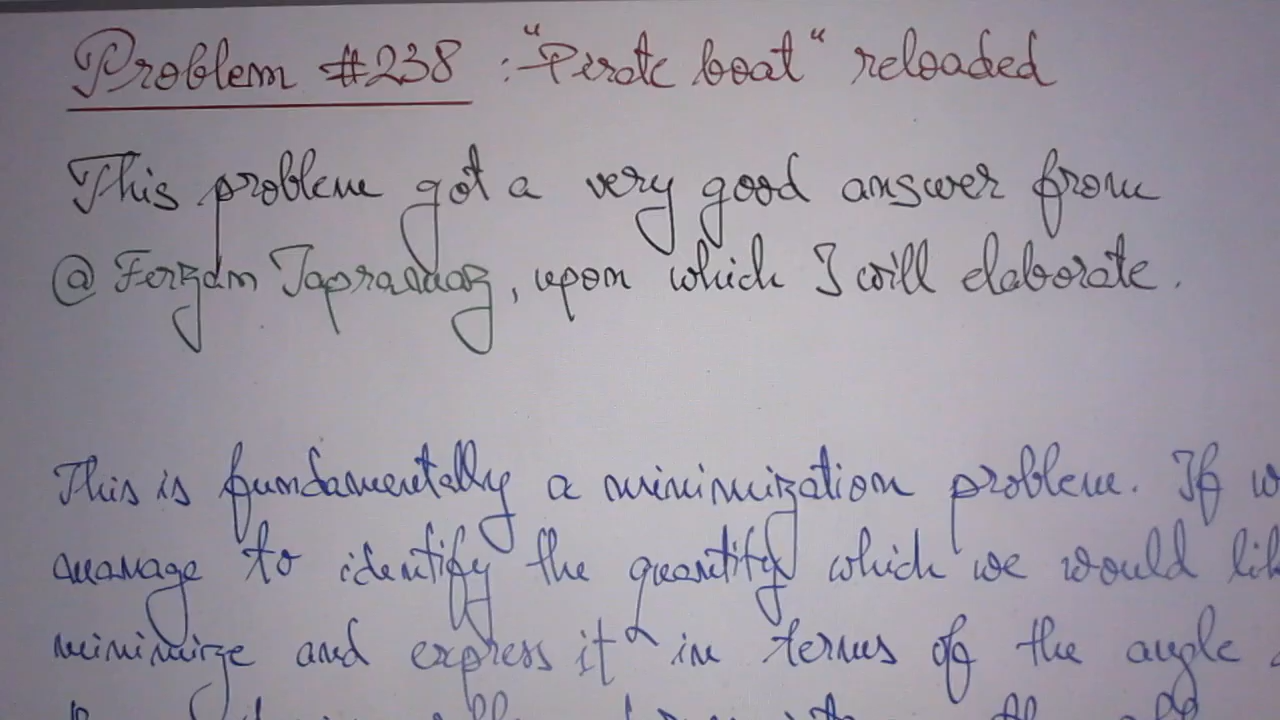 Problem #238 : "Pirate boat" reloaded
This problem got a very good answer from
@ Ferzam, upon which I will elaborate.
This is fundamentally a minimization problem. If w
manage to identify the quantity which we would lik
minimize and express it in terms of the angle